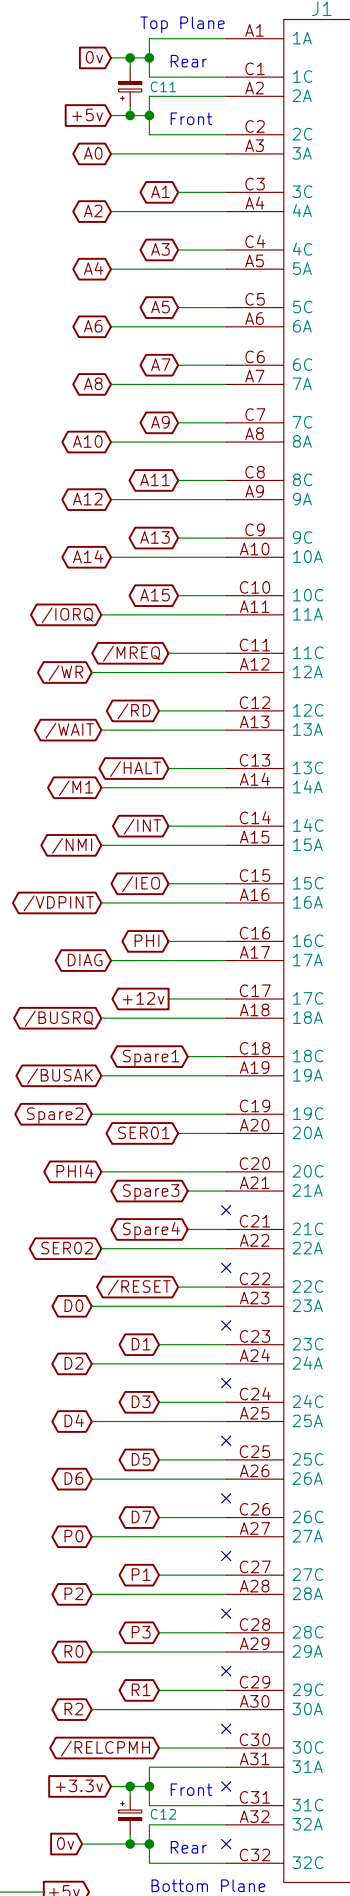 J1
Top Plane
A1 1A
0v
Rear
C1 1C
C11
A2 2A
+
+5v
Front
C2 2C
A0 A3 3A
A1 C3 3C
A2 A4 4A
A3 C4 4C
A4 A5 5A
A5 C5 5C
A6 A6 6A
A7 C6 6C
A8 A7 7A
A9 C7 7C
A10 A8 8A
A11 C8 8C
A12 A9 9A
A13 C9 9C
A14 A10 10A
A15 C10 10C
/IORQ A11 11A
/MREQ C11 11C
/WR A12 12A
/RD C12 12C
/WAIT A13 13A
/HALT C13 13C
/M1 A14 14A
/INT C14 14C
/NMI A15 15A
/IEO C15 15C
/VDPINT A16 16A
PHI C16 16C
DIAG A17 17A
+12v C17 17C
/BUSRQ A18 18A
Spare1 C18 18C
/BUSAK A19 19A
Spare2 C19 19C
SER01 A20 20A
PHI4 C20 20C
Spare3 A21 21A
Spare4 C21 21C
SER02 A22 22A
/RESET C22 22C
D0 A23 23A
D1 C23 23C
D2 A24 24A
D3 C24 24C
D4 A25 25A
D5 C25 25C
D6 A26 26A
D7 C26 26C
P0 A27 27A
P1 C27 27C
P2 A28 28A
P3 C28 28C
R0 A29 29A
R1 C29 29C
R2 A30 30A
/RELCPMH C30 30C
A31 31A
+3.3v
Front
C31 31C
+
C12
A32 32A
0v
Rear
C32 32C
Bottom Plane
+5v